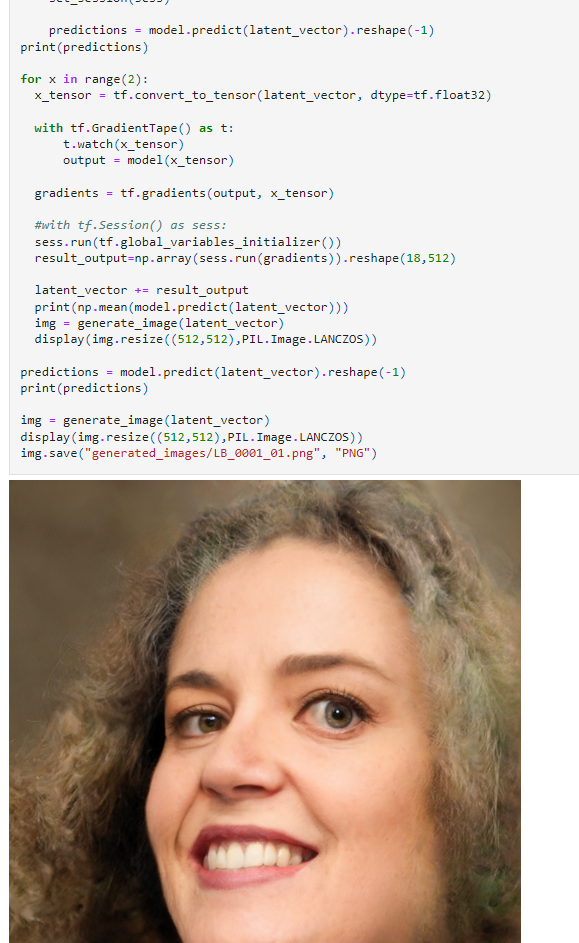 set_session(sess)
predictions = model.predict(latent_vector).reshape(-1)
print(predictions)
for x in range(2):
x_tensor = tf.convert_to_tensor(latent_vector, dtype=tf.float32)
with tf.GradientTape() as t:
t.watch(x_tensor)
output = model(x_tensor)
gradients = tf.gradients(output, x_tensor)
#with tf.Session() as sess:
sess.run(tf.global_variables_initializer())
result_output=np.array(sess.run(gradients)).reshape(18,512)
latent_vector += result_output
print(np.mean(model.predict(latent_vector)))
img = generate_image(latent_vector)
display(img.resize((512,512),PIL.Image.LANCZOS))
predictions = model.predict(latent_vector).reshape(-1)
print(predictions)
img = generate_image(latent_vector)
display(img.resize((512,512),PIL.Image.LANCZOS))
img.save("generated_images/LB_0001_01.png", "PNG")